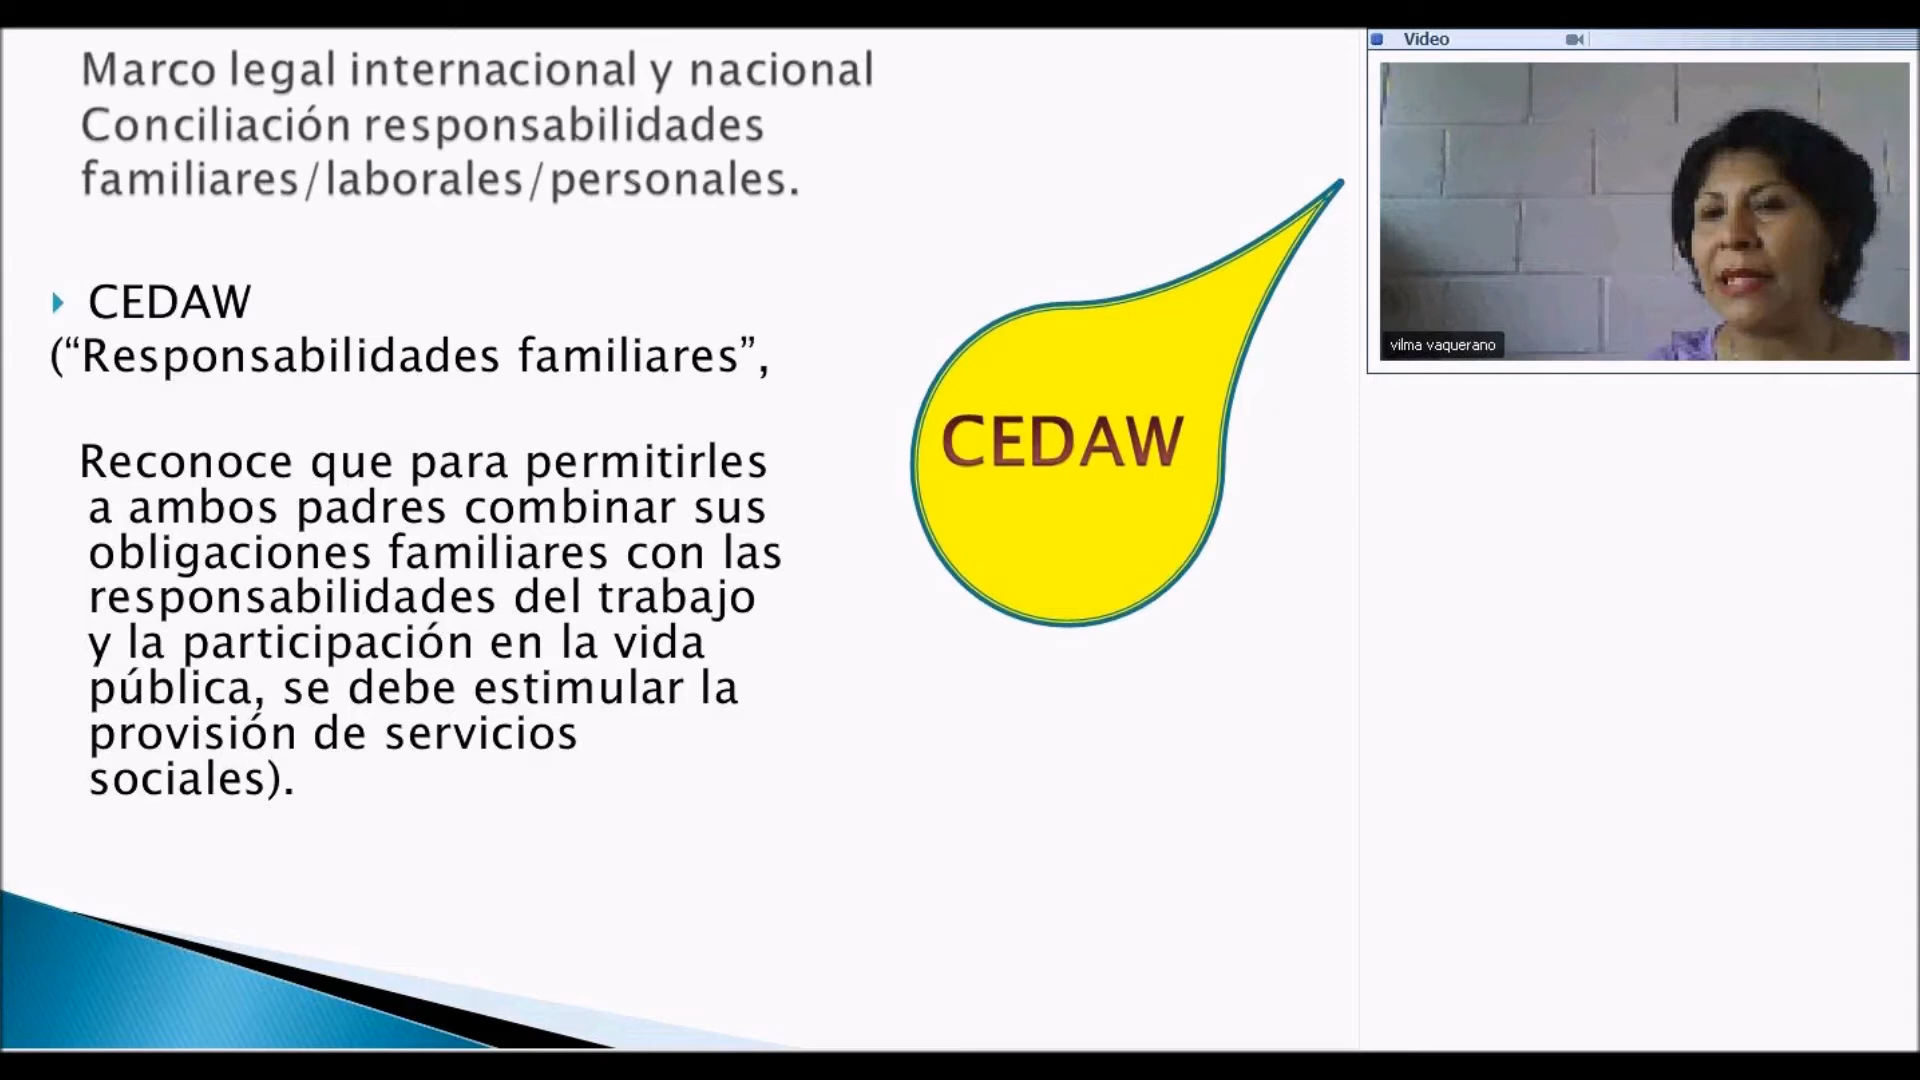 Marco legal internacional y nacional
Conciliación responsabilidades
familiares/laborales/personales.
CEDAW
(“Responsabilidades familiares”,
Reconoce que para permitirles
a ambos padres combinar sus
obligaciones familiares con las
responsabilidades del trabajo
y la participación en la vida
pública, se debe estimular la
provisión de servicios
sociales).
CEDAW
Video
vilma vaquerano